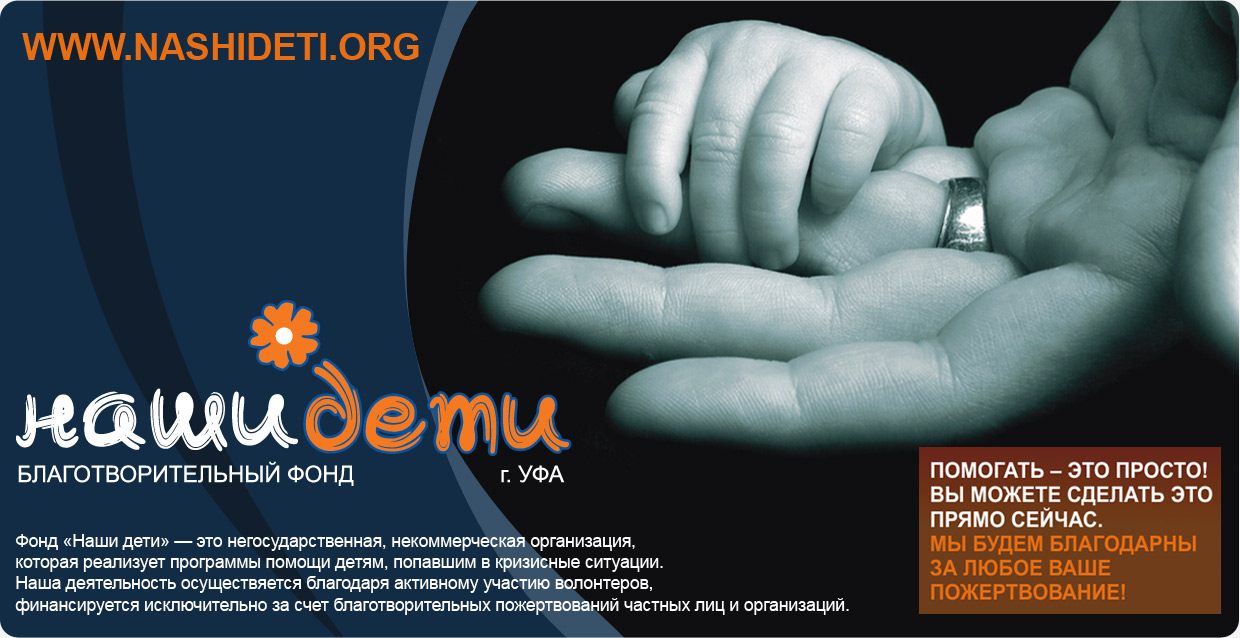 WWW.NASHIDETI.ORG
наши дети
БЛАГОТВОРИТЕЛЬНЫЙ ФОНД г. УФА
Фонд «Наши дети» — это негосударственная, некоммерческая организация,
которая реализует программы помощи детям, попавшим в кризисные ситуации.
Наша деятельность осуществяется благодаря активному участию волонтеров,
финансируется исключительно за счет благотворительных пожертвований частных лиц и организаций.
ПОМОГАТЬ – ЭТО ПРОСТО!
ВЫ МОЖЕТЕ СДЕЛАТЬ ЭТО
ПРЯМО СЕЙЧАС.
МЫ БУДЕМ БЛАГОДАРНЫ
ЗА ЛЮБОЕ ВАШЕ
ПОЖЕРТВОВАНИЕ!